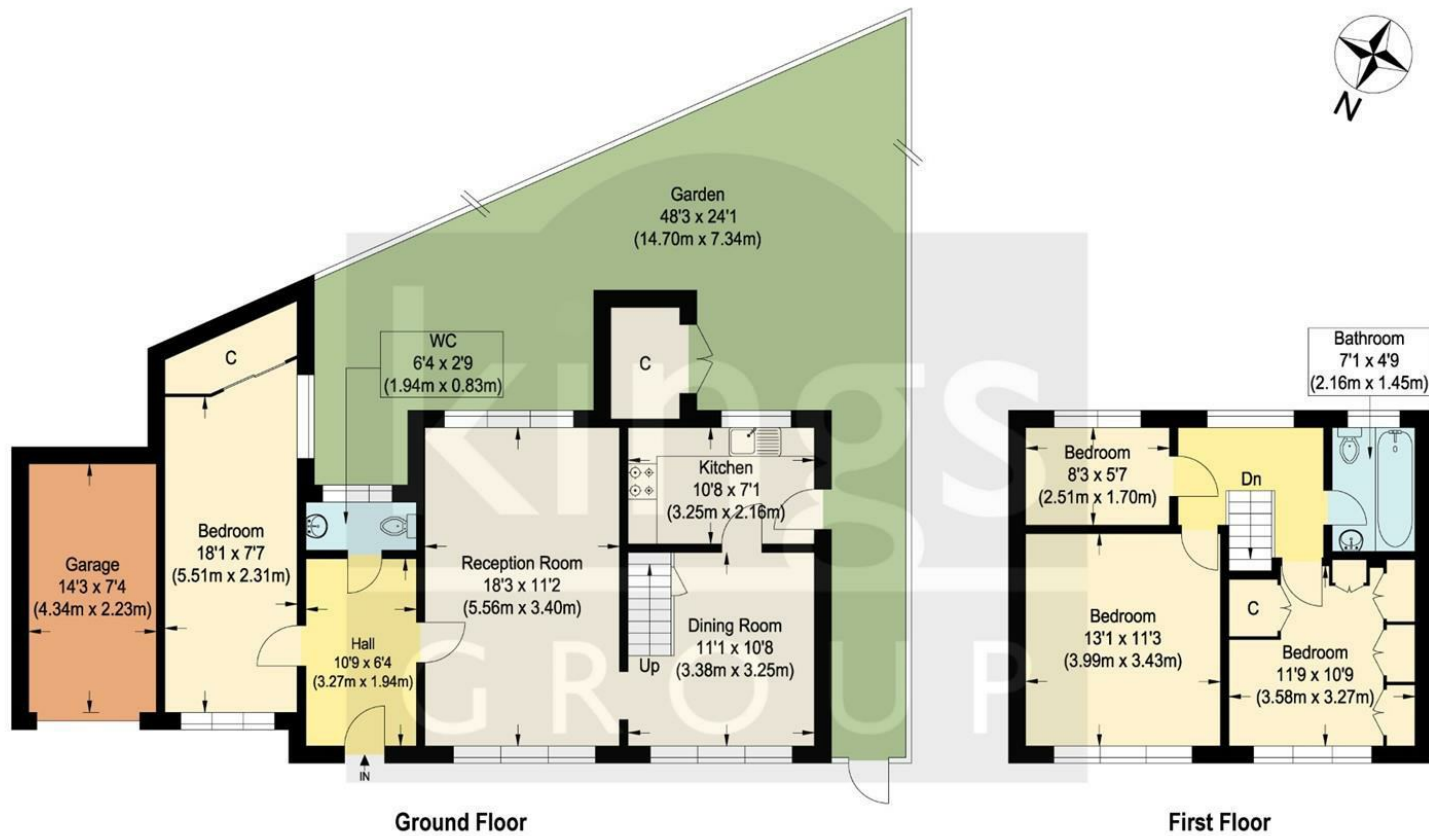 N
Garden
48'3 x 24'1
(14.70m x 7.34m)
WC
6'4 x 2'9
(1.94m x 0.83m)
C
C
Bathroom
7'1 x 4'9
(2.16m x 1.45m)
Kitchen
10'8 x 7'1
(3.25m x 2.16m)
Bedroom
8'3 x 5'7
(2.51m x 1.70m)
Dn
Bedroom
18'1 x 7'7
(5.51m x 2.31m)
Garage
14'3 x 7'4
(4.34m x 2.23m)
Reception Room
18'3 x 11'2
(5.56m x 3.40m)
Hall
10'9 x 6'4
(3.27m x 1.94m)
Up
Dining Room
11'1 x 10'8
(3.38m x 3.25m)
Bedroom
13'1 x 11'3
(3.99m x 3.43m)
C
Bedroom
11'9 x 10'9
(3.58m x 3.27m)
IN
kings
GROUP
Ground Floor
First Floor